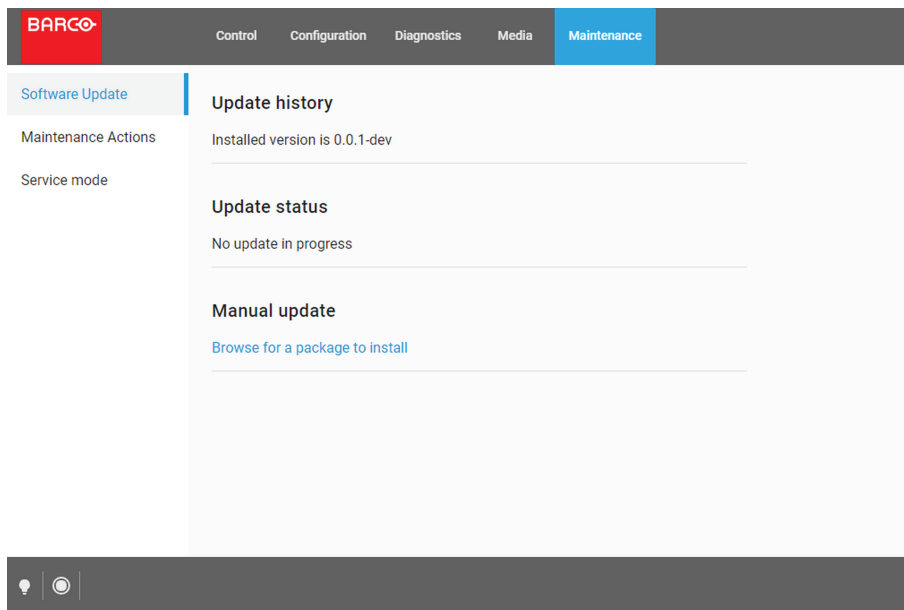 BARCO
Control Configuration Diagnostics Media Maintenance
Software Update
Maintenance Actions
Service mode
Update history
Installed version is 0.0.1-dev
Update status
No update in progress
Manual update
Browse for a package to install